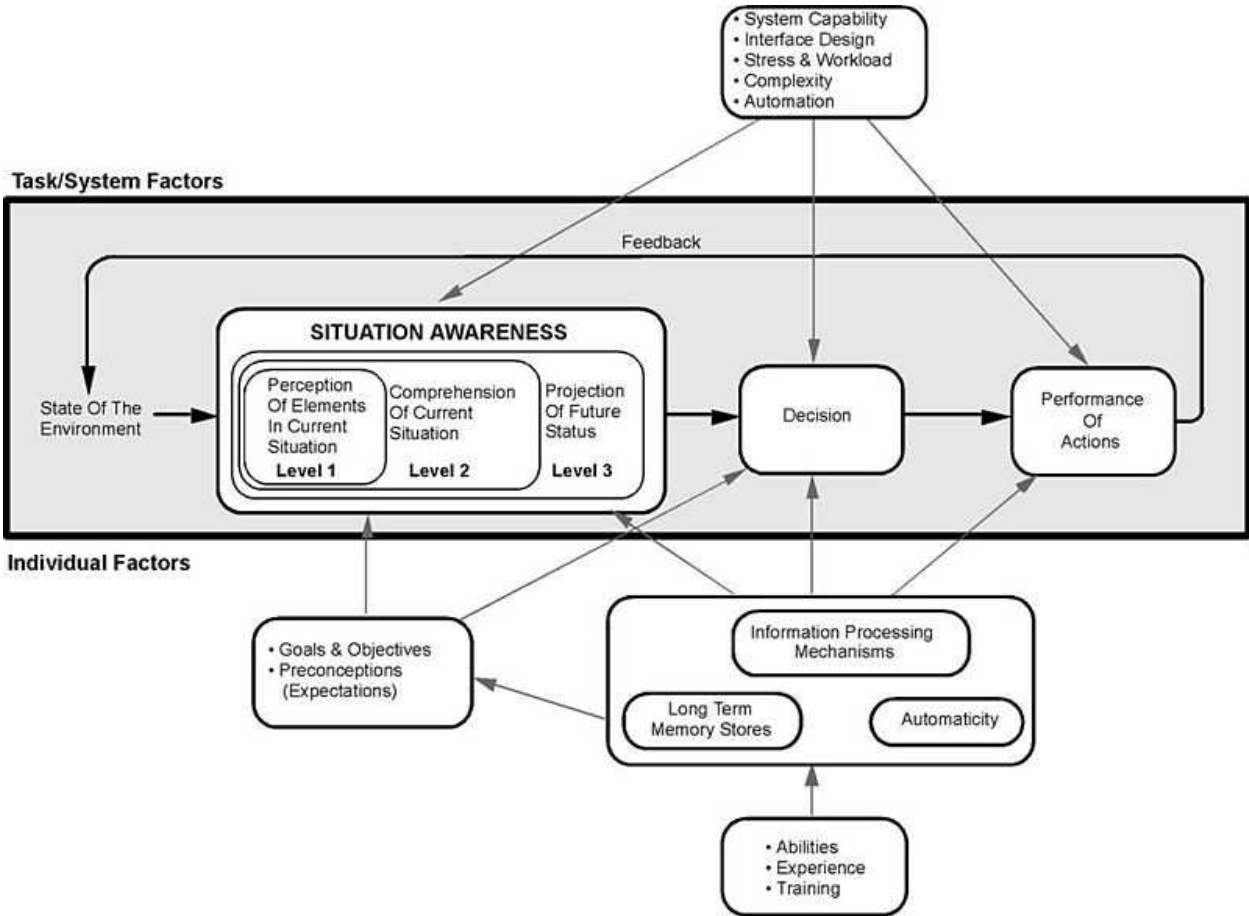 • System Capability
• Interface Design
• Stress & Workload
• Complexity
• Automation
Task/System Factors
Feedback
SITUATION AWARENESS
Perception
Of Elements
In Current
Situation
Level 1
Comprehension
Of Current
Situation
Level 2
Projection
Of Future
Status
Level 3
State Of The
Environment
Decision
Performance
Of
Actions
Individual Factors
• Goals & Objectives
• Preconceptions
(Expectations)
Information Processing
Mechanisms
Long Term
Memory Stores
Automaticity
• Abilities
• Experience
• Training